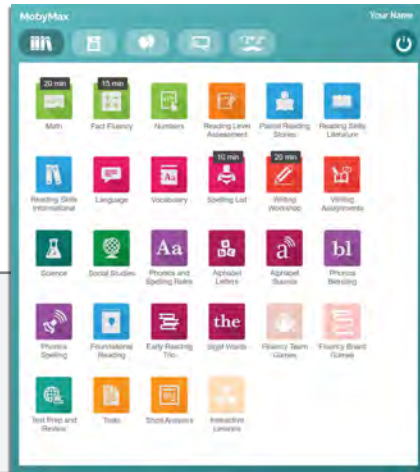 MobyMax
Your Name
20 min
15 min
Math
Fact Fluency
Numbers
Reading Level Assessment
Paired Reading Stories
Reading Skills Literature
10 min
20 min
Aa
Reading Skills Informational
Language
Vocabulary
Spelling List
Writing Workshop
Writing Assignments
Aa
a
bl
Science
Social Studies
Phonics and Spelling Rules
Alphabet Letters
Alphabet Sounds
Phonics Blending
the
Phonics Spelling
Foundational Reading
Early Reading Trio
Sight Words
Fluency Team Games
Fluency Board Games
Test Prep and Review
Tests
Short Answers
Interactive Lessons